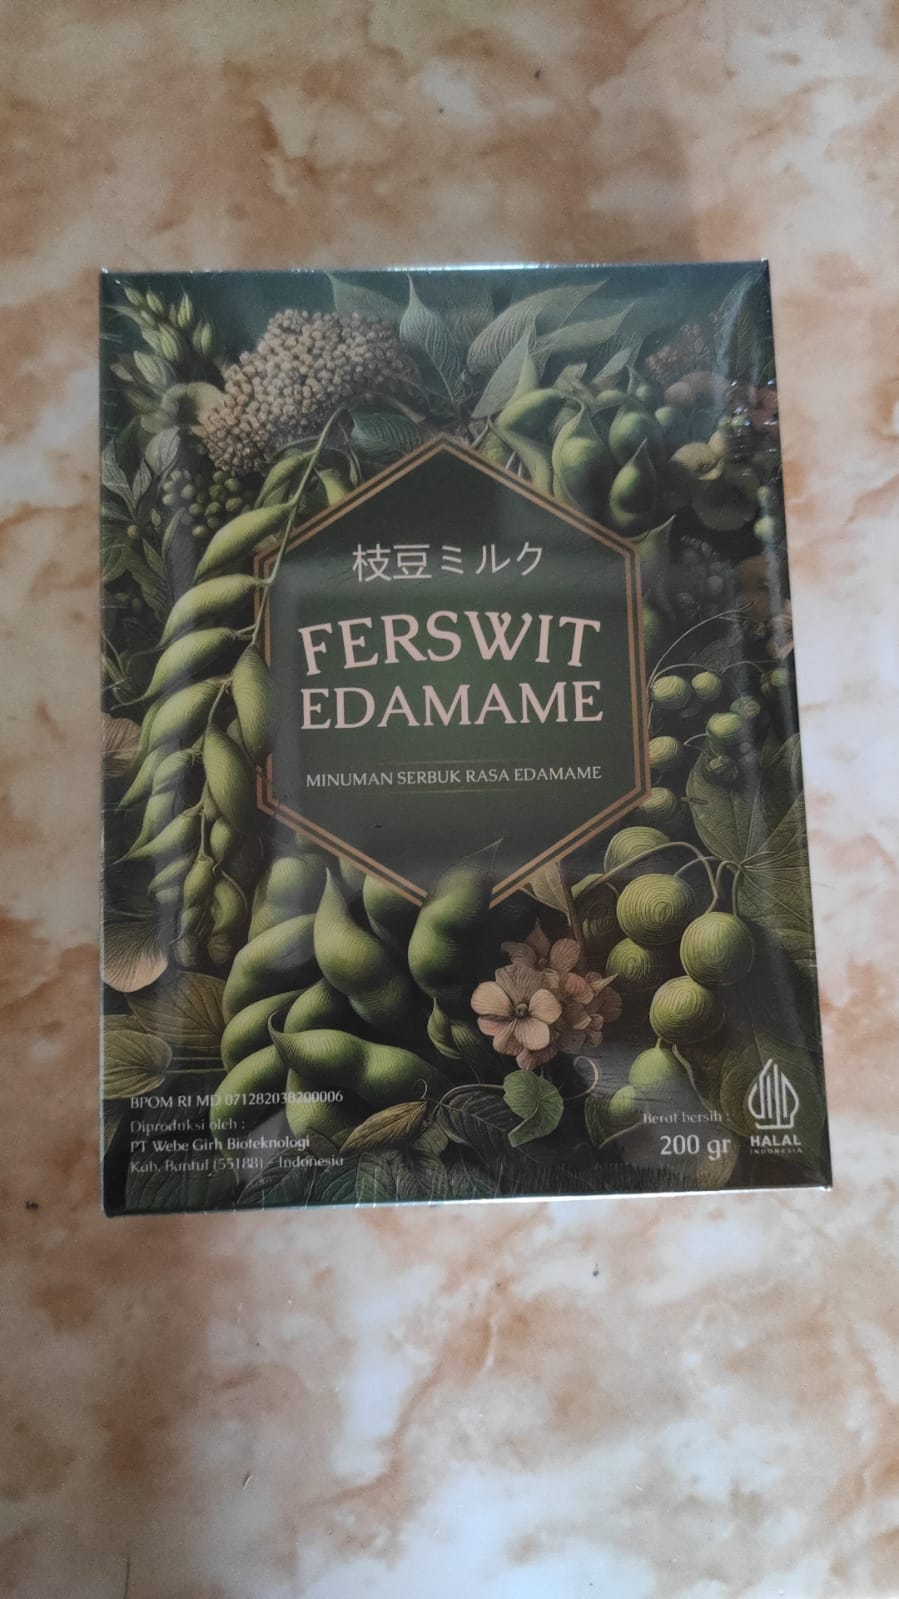 枝豆ミルク
FERSWIT
EDAMAME
MINUMAN SERBUK RASA EDAMAME
BPOM RI MD 071282038200006
Diproduksi oleh :
PT Webe Girh Bioteknologi
Kab. Bantul (55188) - Indonesia
Berat bersih :
200 gr
HALAL
INDONESIA